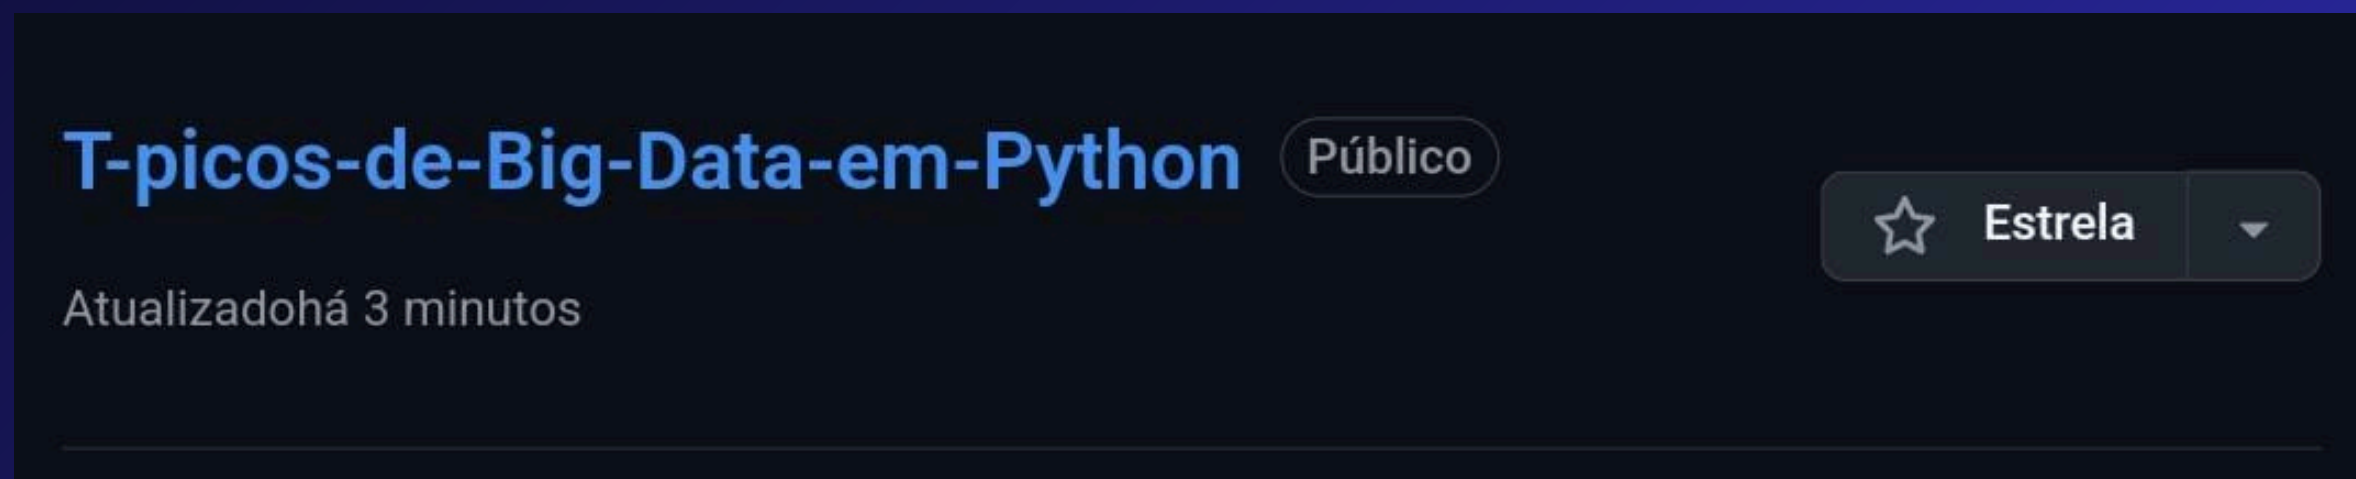 T-picos-de-Big-Data-em-Python Público
Estrela
Atualizadohá 3 minutos